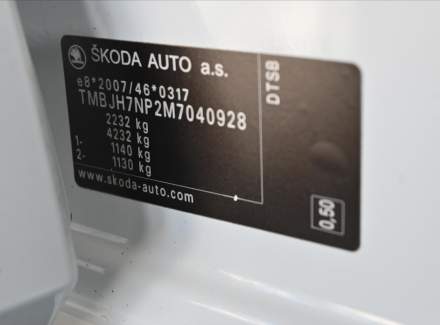 ŠKODA AUTO a.s.
e8*2007/46*0317
TMBJH7NP2M7040928
2232 kg
4232 kg
1- 1140 kg
2- 1130 kg
www.skoda-auto.com
DTSB
0,50